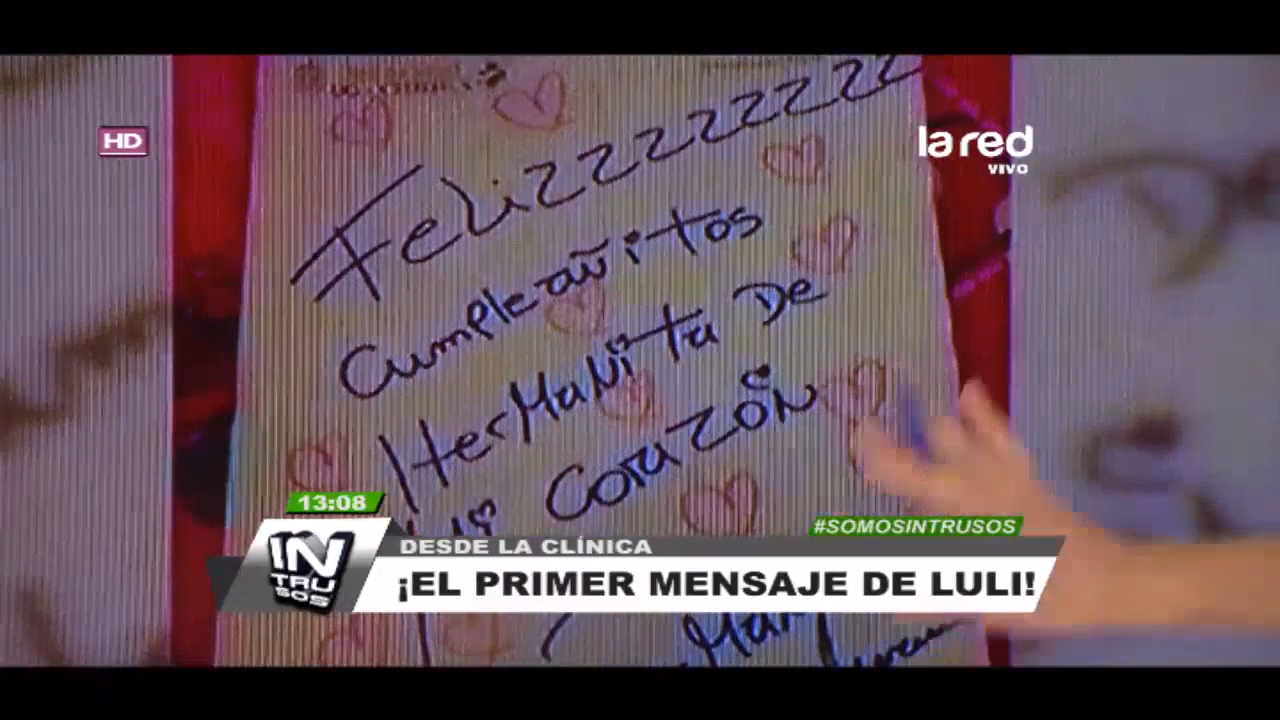 HD
la red
VIVO
Felizzzzzzzz
Cumpleañitos
HerMaNita De
Mi CoraZóN
13:08
#SOMOSINTRUSOS
IN
TRU
SOS
DESDE LA CLÍNICA
¡EL PRIMER MENSAJE DE LULI!